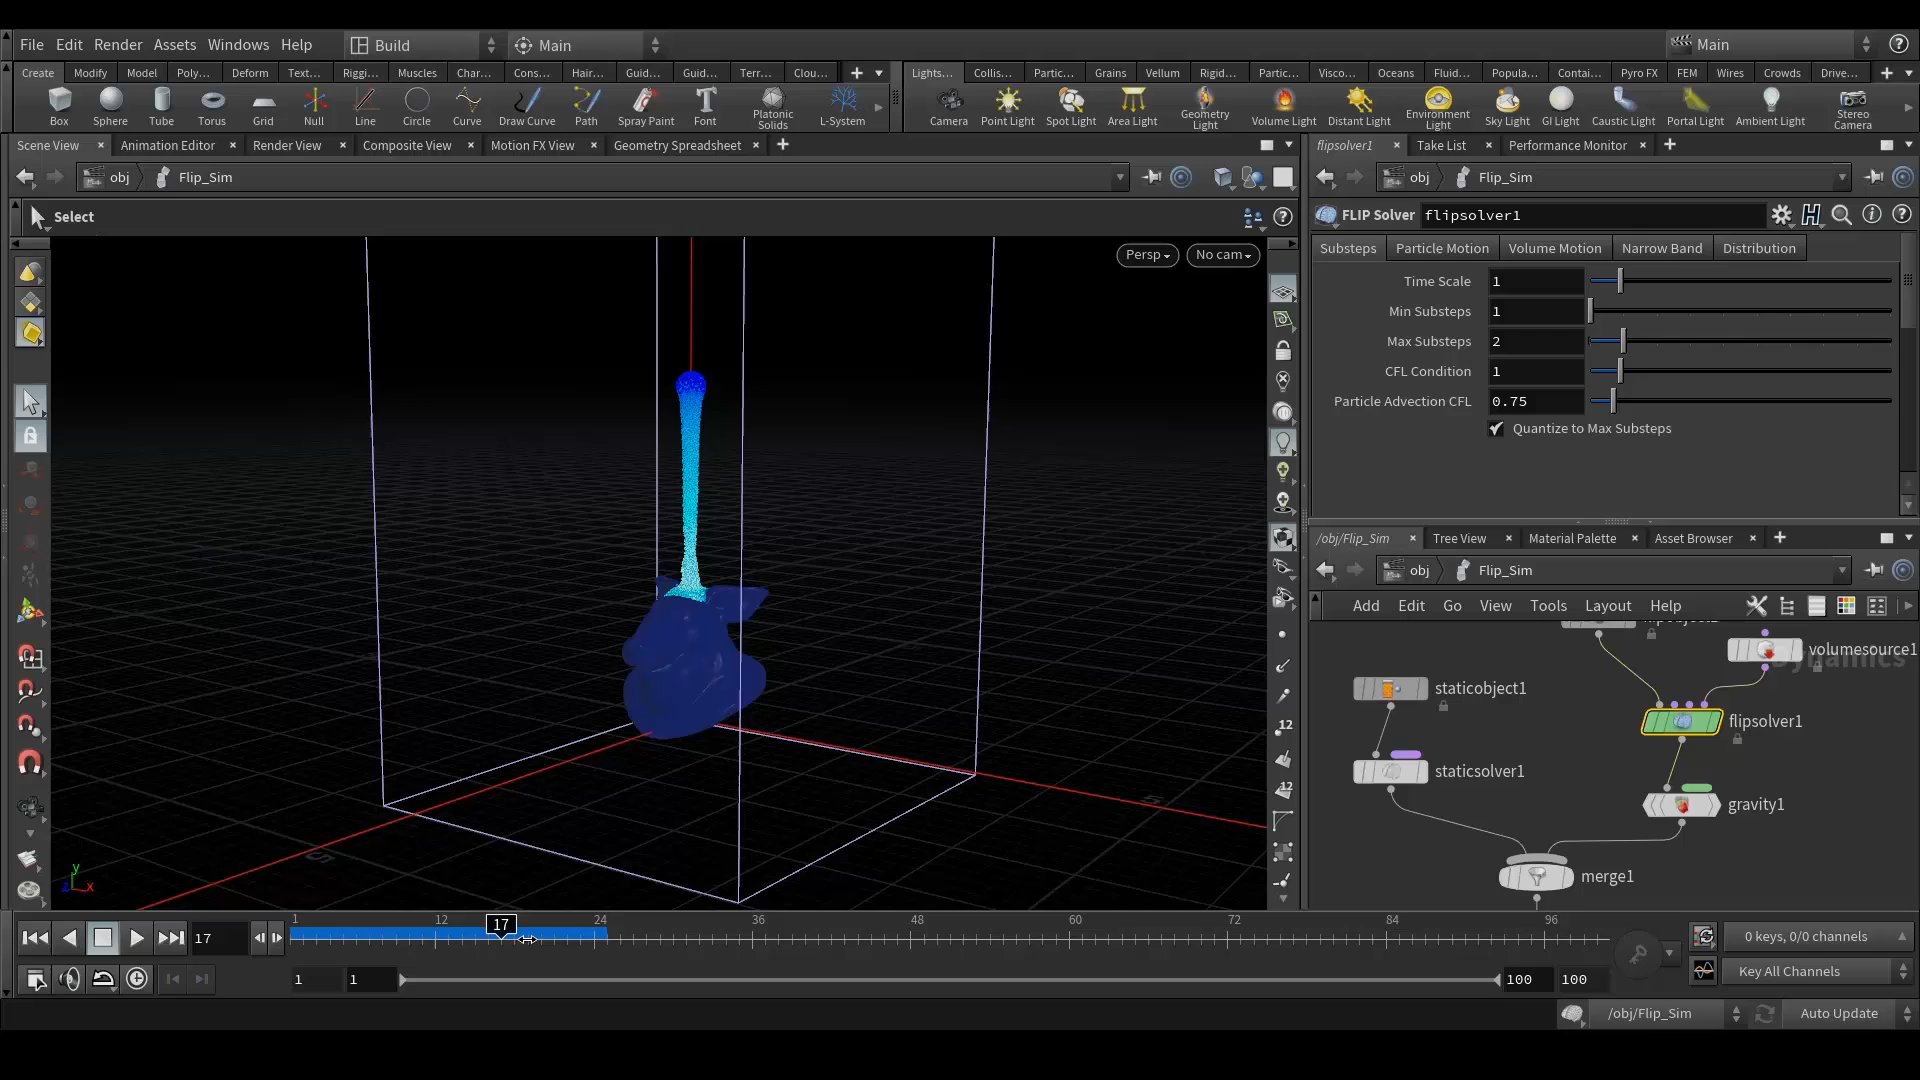 File Edit Render Assets Windows Help Build Main Main
Create Modify Model Poly... Deform Text... Riggi... Muscles Char... Cons... Hair... Guid... Guid... Terr... Clou... Lights... Collis... Partic... Grains Vellum Rigid... Partic... Visco... Oceans Fluid... Popula... Contai... Pyro FX FEM Wires Crowds Drive...
Box Sphere Tube Torus Grid Null Line Circle Curve Draw Curve Path Spray Paint Font Platonic Solids L-System Camera Point Light Spot Light Area Light Geometry Light Volume Light Distant Light Environment Light Sky Light GI Light Caustic Light Portal Light Ambient Light Stereo Camera
Scene View Animation Editor Render View Composite View Motion FX View Geometry Spreadsheet
obj Flip_Sim
Select
Persp No cam
12
12
5
5
y
z x
flipsolver1 Take List Performance Monitor
obj Flip_Sim
FLIP Solver flipsolver1
Substeps Particle Motion Volume Motion Narrow Band Distribution
Time Scale 1
Min Substeps 1
Max Substeps 2
CFL Condition 1
Particle Advection CFL 0.75
Quantize to Max Substeps
/obj/Flip_Sim Tree View Material Palette Asset Browser
obj Flip_Sim
Add Edit Go View Tools Layout Help
volumesource1
Dynamics
staticobject1
flipsolver1
staticsolver1
gravity1
merge1
17 1 12 17 24 36 48 60 72 84 96 0 keys, 0/0 channels
1 1 100 100 Key All Channels
/obj/Flip_Sim Auto Update